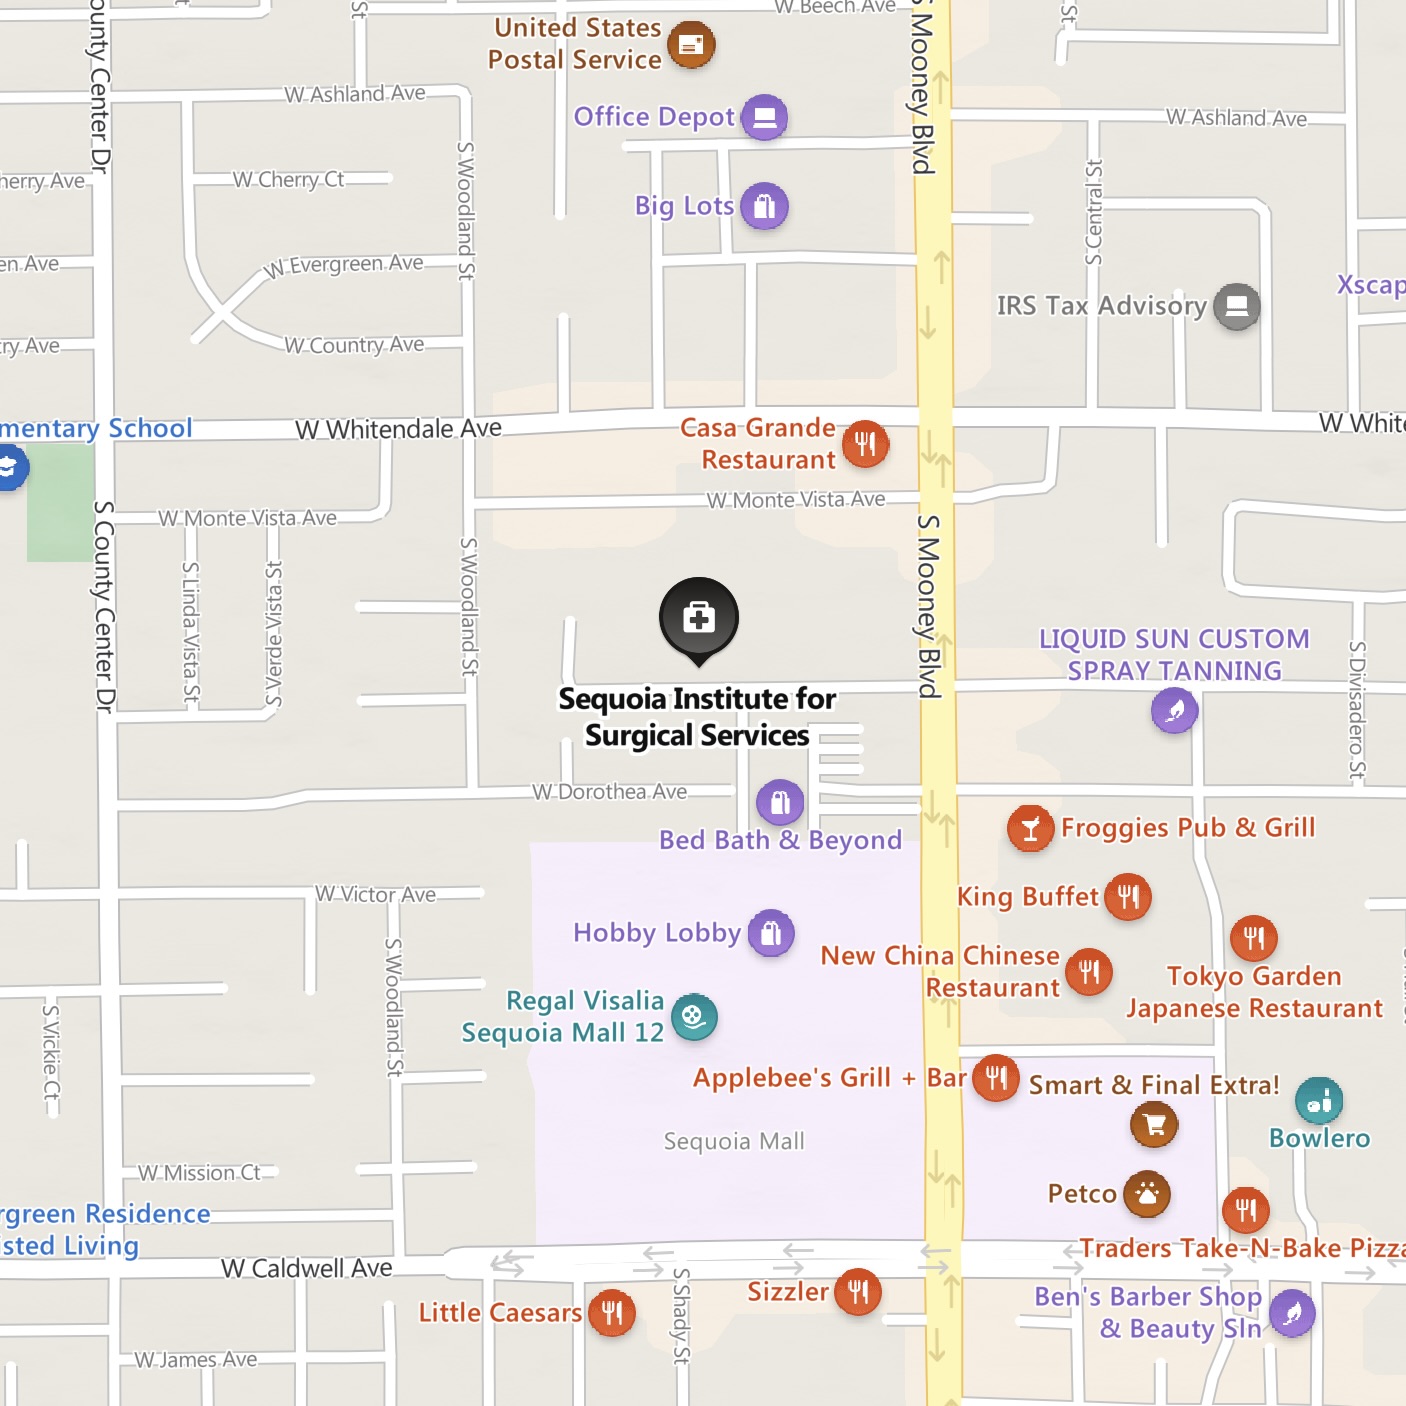 W Beech Ave
United States
Postal Service
S Mooney Blvd
St
St
ounty Center Dr
W Ashland Ave
Office Depot
W Ashland Ave
S Woodland St
herry Ave
W Cherry Ct
Big Lots
S Central St
en Ave
W Evergreen Ave
IRS Tax Advisory
Xscap
ry Ave
W Country Ave
mentary School
W Whitendale Ave
Casa Grande
Restaurant
W White
W Monte Vista Ave
W Monte Vista Ave
S County Center Dr
S Linda Vista St
S Verde Vista St
S Woodland St
S Mooney Blvd
LIQUID SUN CUSTOM
SPRAY TANNING
S Divisadero St
Sequoia Institute for
Surgical Services
W Dorothea Ave
Bed Bath & Beyond
Froggies Pub & Grill
W Victor Ave
King Buffet
Hobby Lobby
New China Chinese
Restaurant
Tokyo Garden
Japanese Restaurant
S Vickie Ct
S Woodland St
Regal Visalia
Sequoia Mall 12
Applebee's Grill + Bar
Smart & Final Extra!
Bowlero
Sequoia Mall
W Mission Ct
Petco
rgreen Residence
isted Living
Traders Take-N-Bake Pizza
W Caldwell Ave
Sizzler
Little Caesars
S Shady St
Ben's Barber Shop
& Beauty Sln
W James Ave